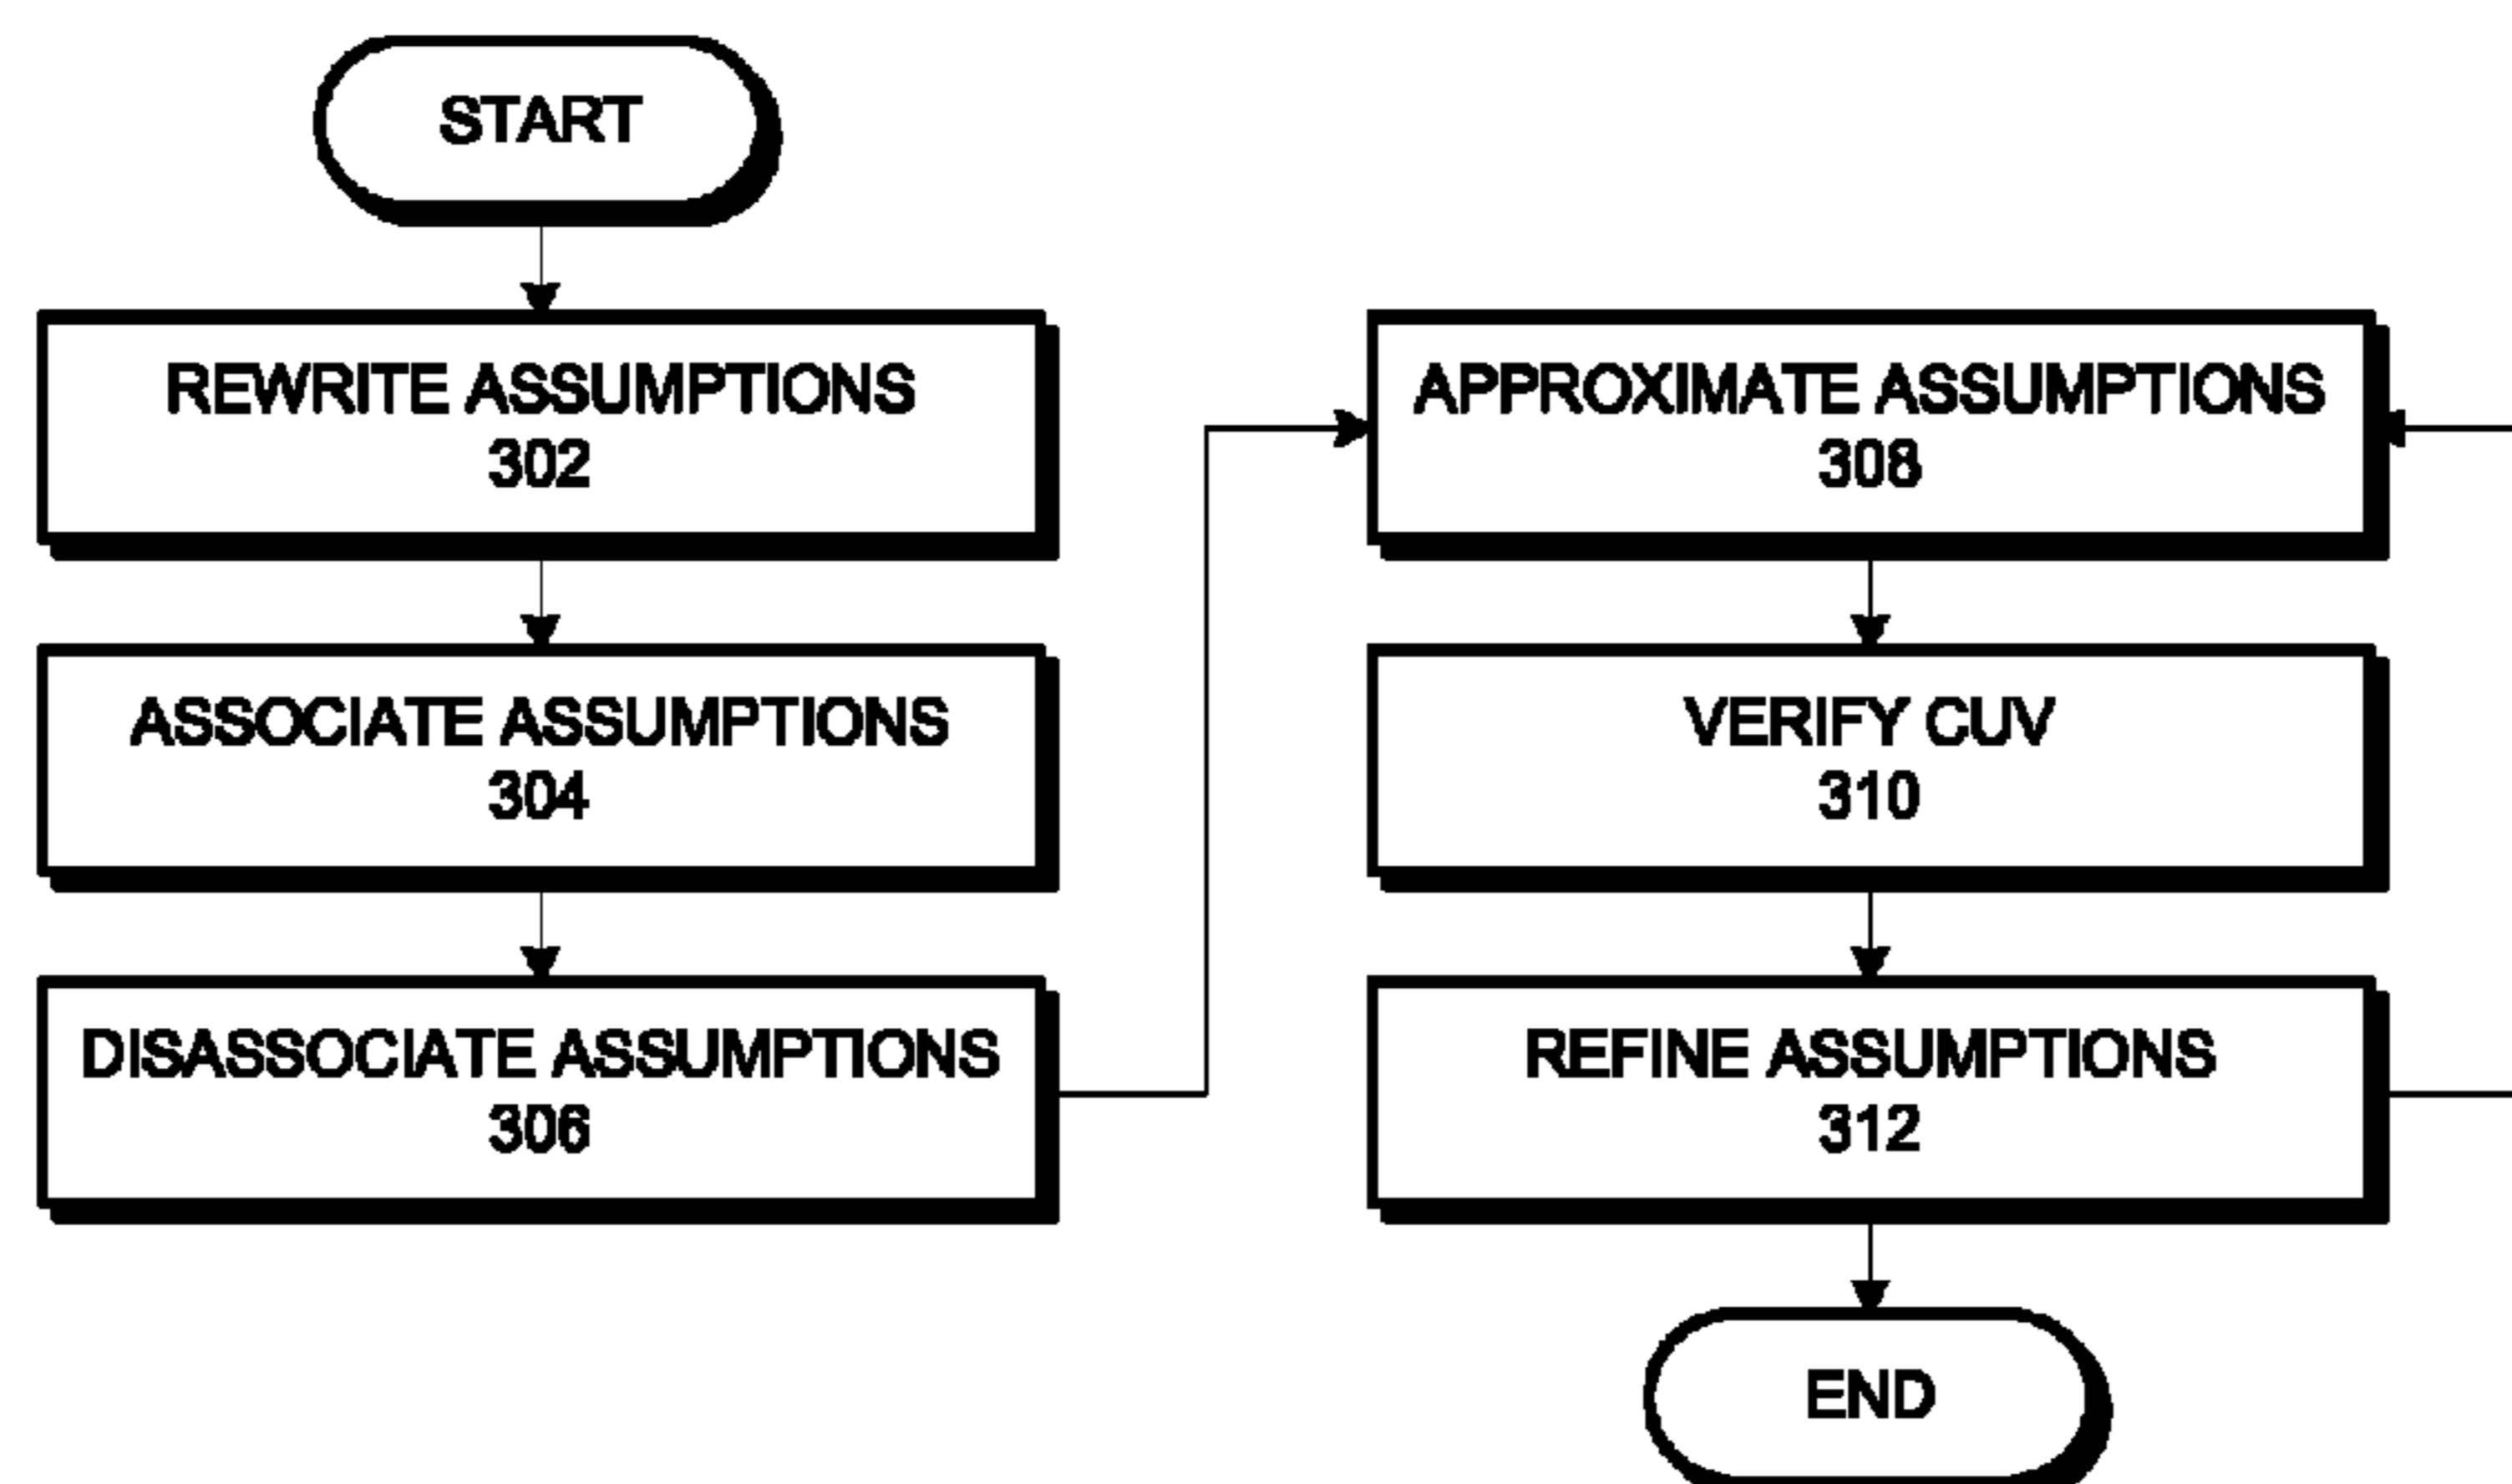 START
REWRITE ASSUMPTIONS
302
ASSOCIATE ASSUMPTIONS
304
DISASSOCIATE ASSUMPTIONS
306
APPROXIMATE ASSUMPTIONS
308
VERIFY CUV
310
REFINE ASSUMPTIONS
312
END